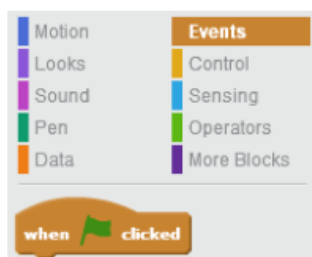 Motion Events
Looks Control
Sound Sensing
Pen Operators
Data More Blocks
when clicked